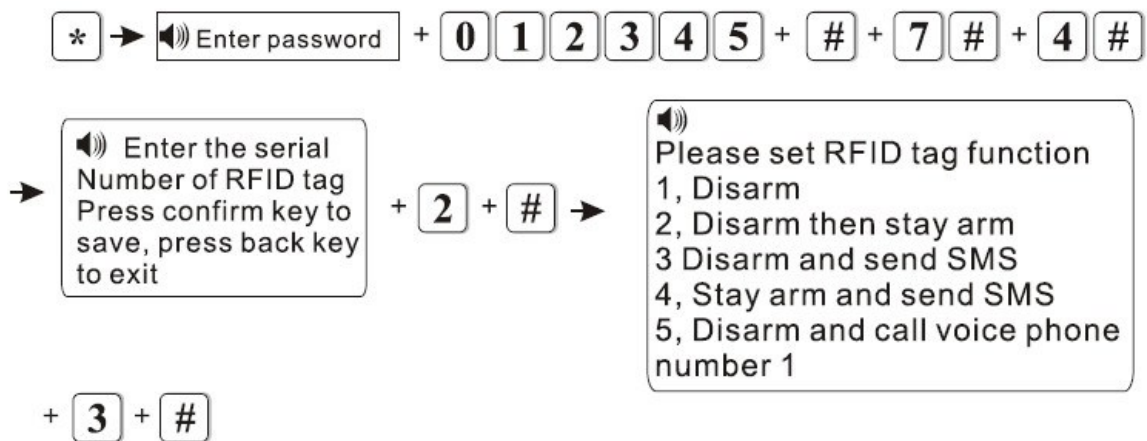 * Enter password + 0 1 2 3 4 5 + # + 7 # + 4 #
Enter the serial
Number of RFID tag
Press confirm key to
save, press back key
to exit
+ 2 + #
Please set RFID tag function
1, Disarm
2, Disarm then stay arm
3 Disarm and send SMS
4, Stay arm and send SMS
5, Disarm and call voice phone
number 1
+ 3 + #